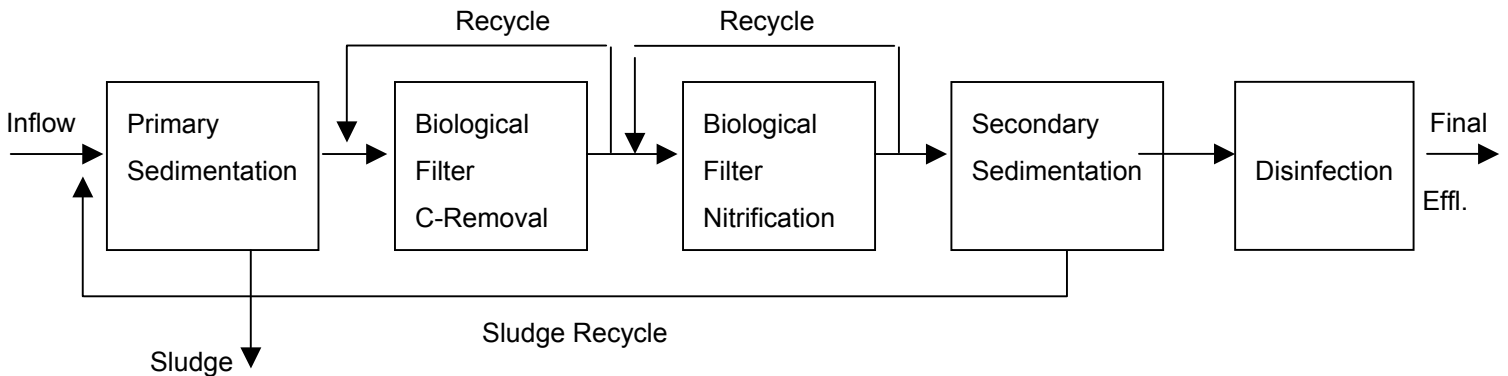 Recycle
Recycle
Inflow
Primary
Sedimentation
Biological
Filter
C-Removal
Biological
Filter
Nitrification
Secondary
Sedimentation
Disinfection
Final
Effl.
Sludge Recycle
Sludge